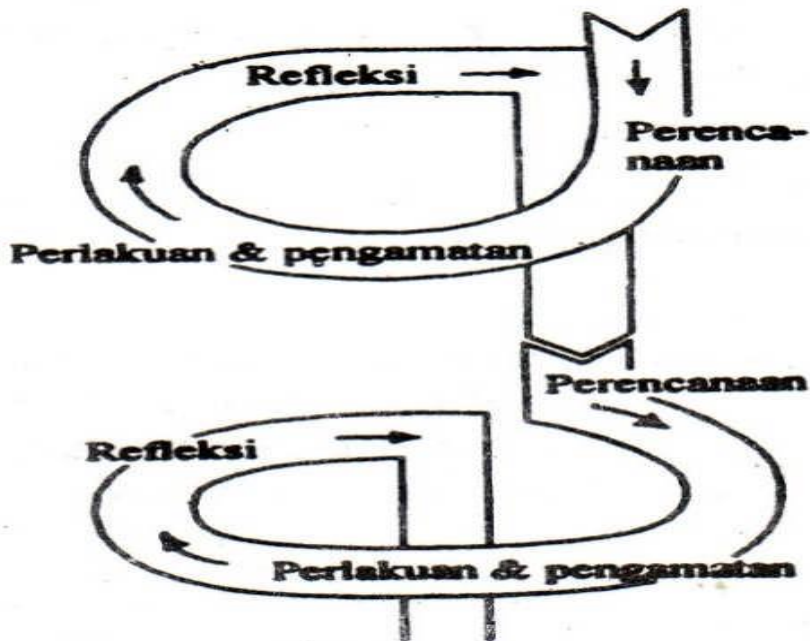 Refleksi
Perenca-
naan
Perlakuan & pengamatan
Perencanaan
Refleksi
Perlakuan & pengamatan